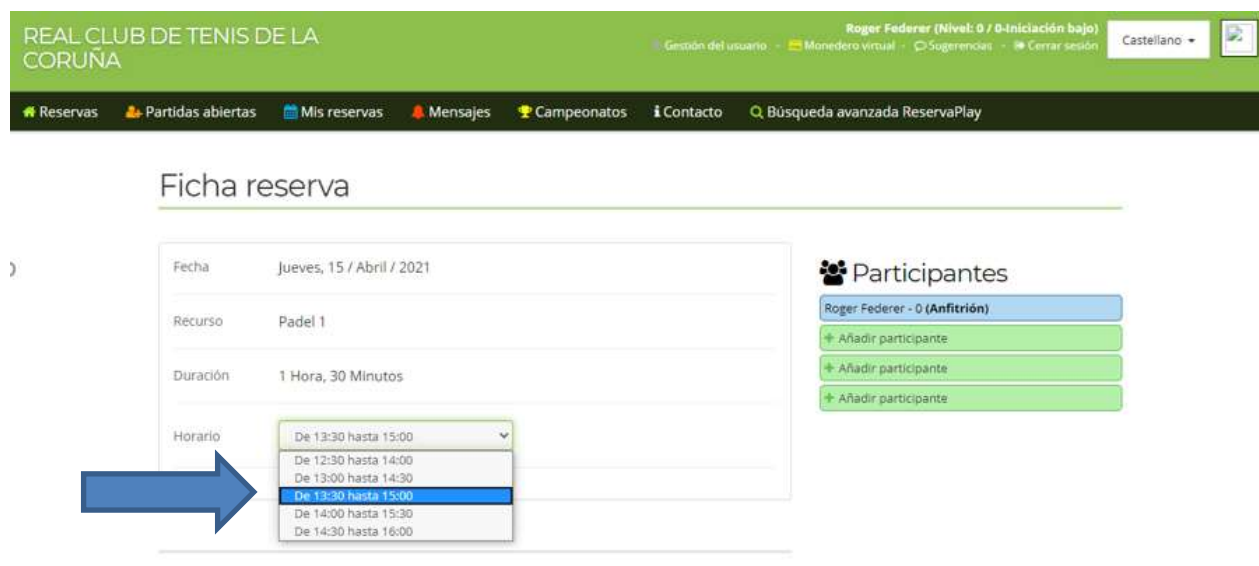 REAL CLUB DE TENIS DE LA
CORUÑA
Roger Federer (Nivel: 0 / 0-Iniciación bajo)
Gestión del usuario - Monedero virtual - Sugerencias - Cerrar sesión
Castellano
Reservas Partidas abiertas Mis reservas Mensajes Campeonatos Contacto Búsqueda avanzada ReservaPlay
Ficha reserva
Fecha Jueves, 15 / Abril / 2021
Recurso Padel 1
Duración 1 Hora, 30 Minutos
Horario De 13:30 hasta 15:00
De 12:30 hasta 14:00
De 13:00 hasta 14:30
De 13:30 hasta 15:00
De 14:00 hasta 15:30
De 14:30 hasta 16:00
Participantes
Roger Federer - 0 (Anfitrión)
+ Añadir participante
+ Añadir participante
+ Añadir participante